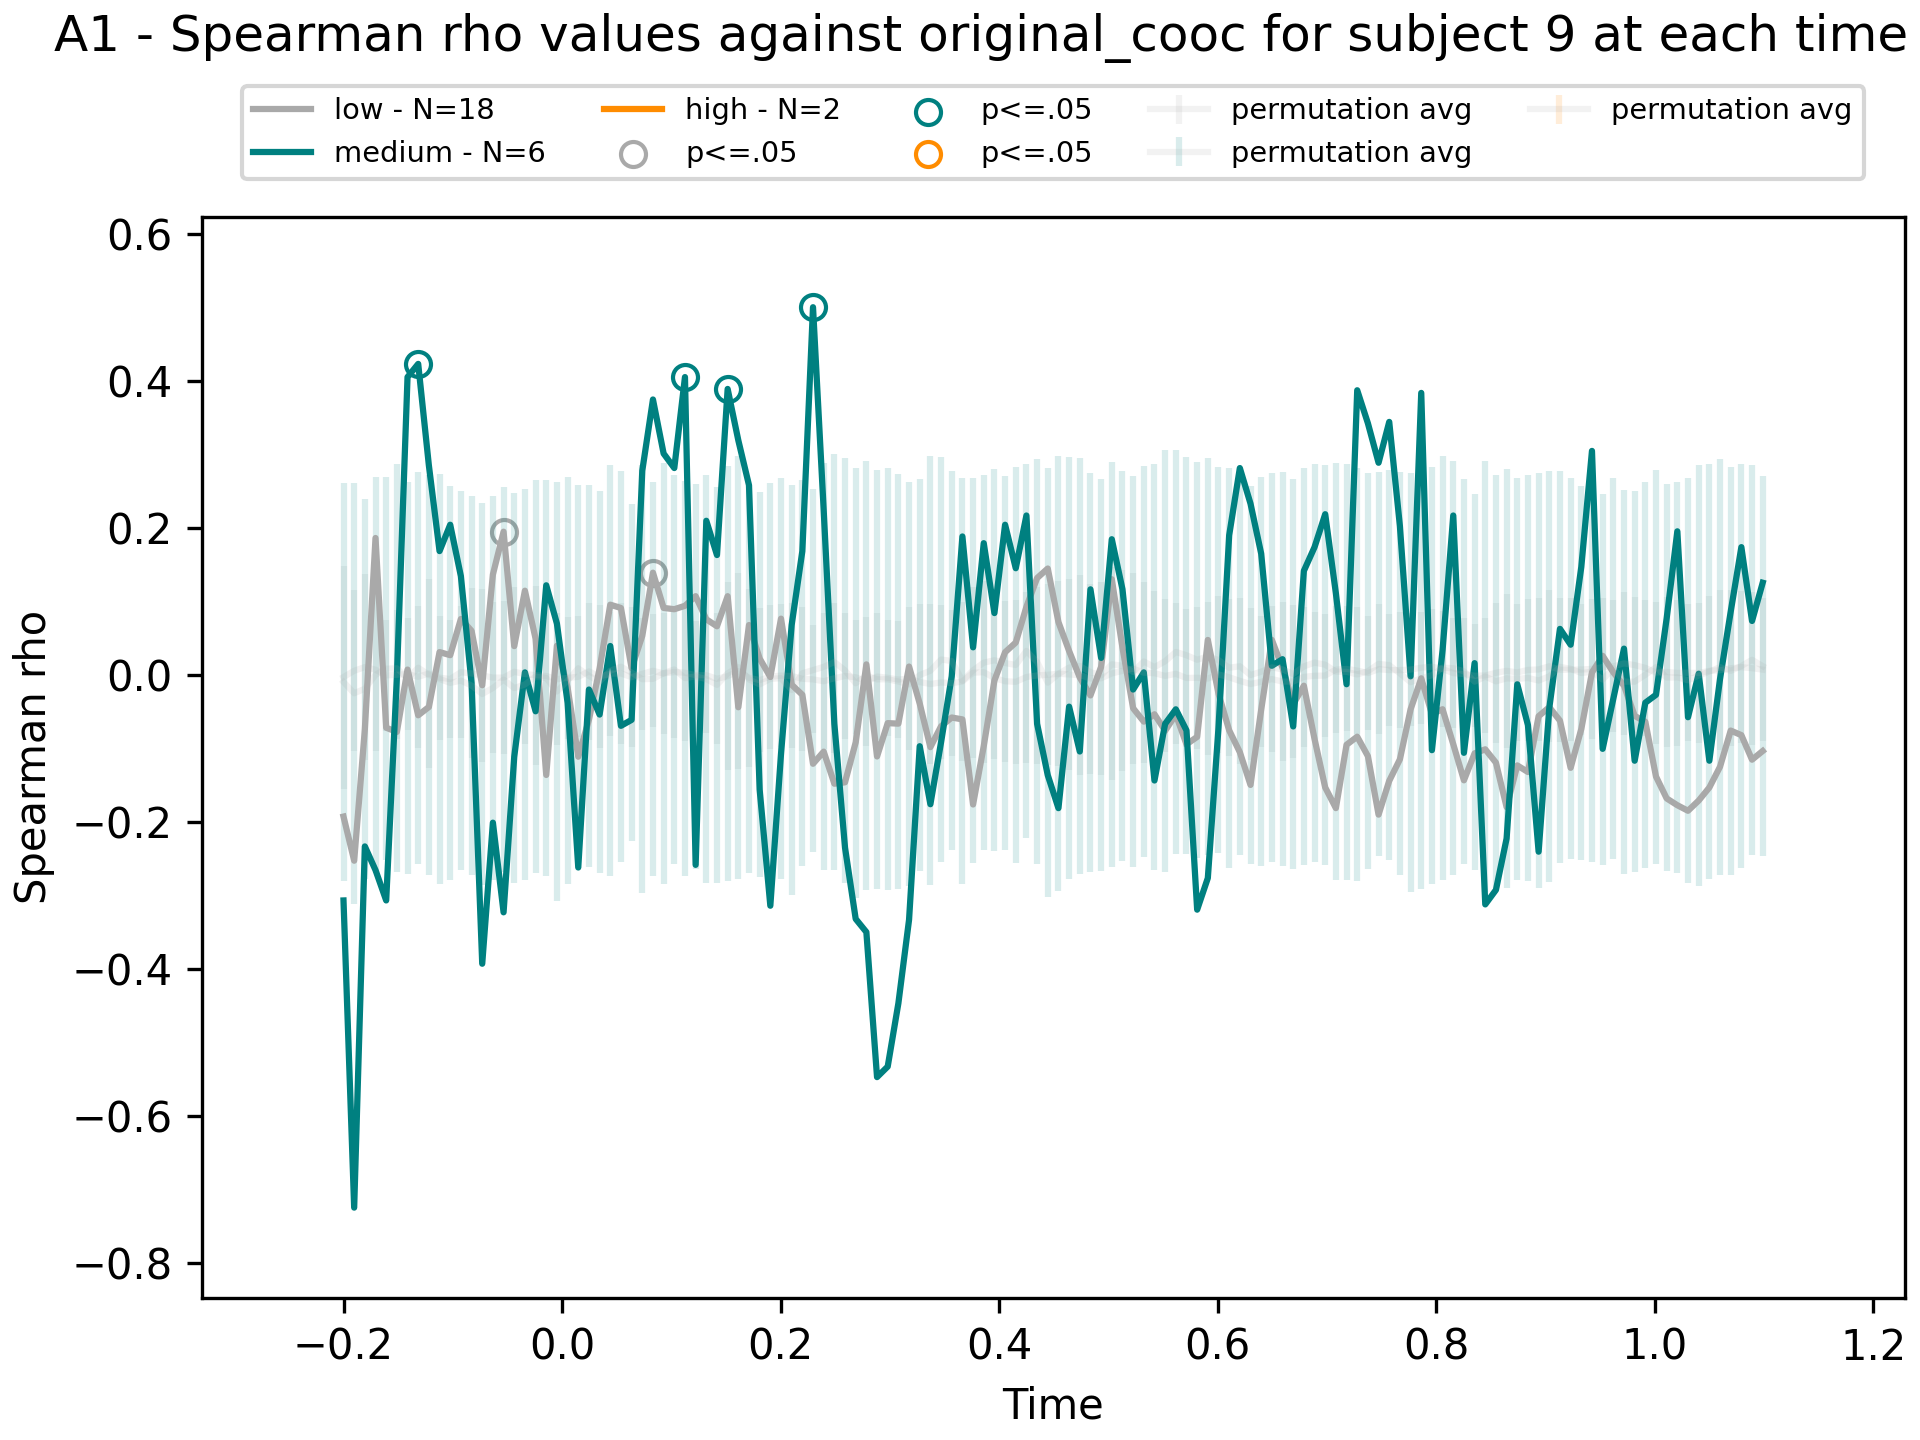 A1 - Spearman rho values against original_cooc for subject 9 at each time
low - N=18 high - N=2 p<=.05 permutation avg permutation avg
medium - N=6 p<=.05 p<=.05 permutation avg
0.6
0.4
0.2
0.0
−0.2
−0.4
−0.6
−0.8
Spearman rho
−0.2 0.0 0.2 0.4 0.6 0.8 1.0 1.2
Time